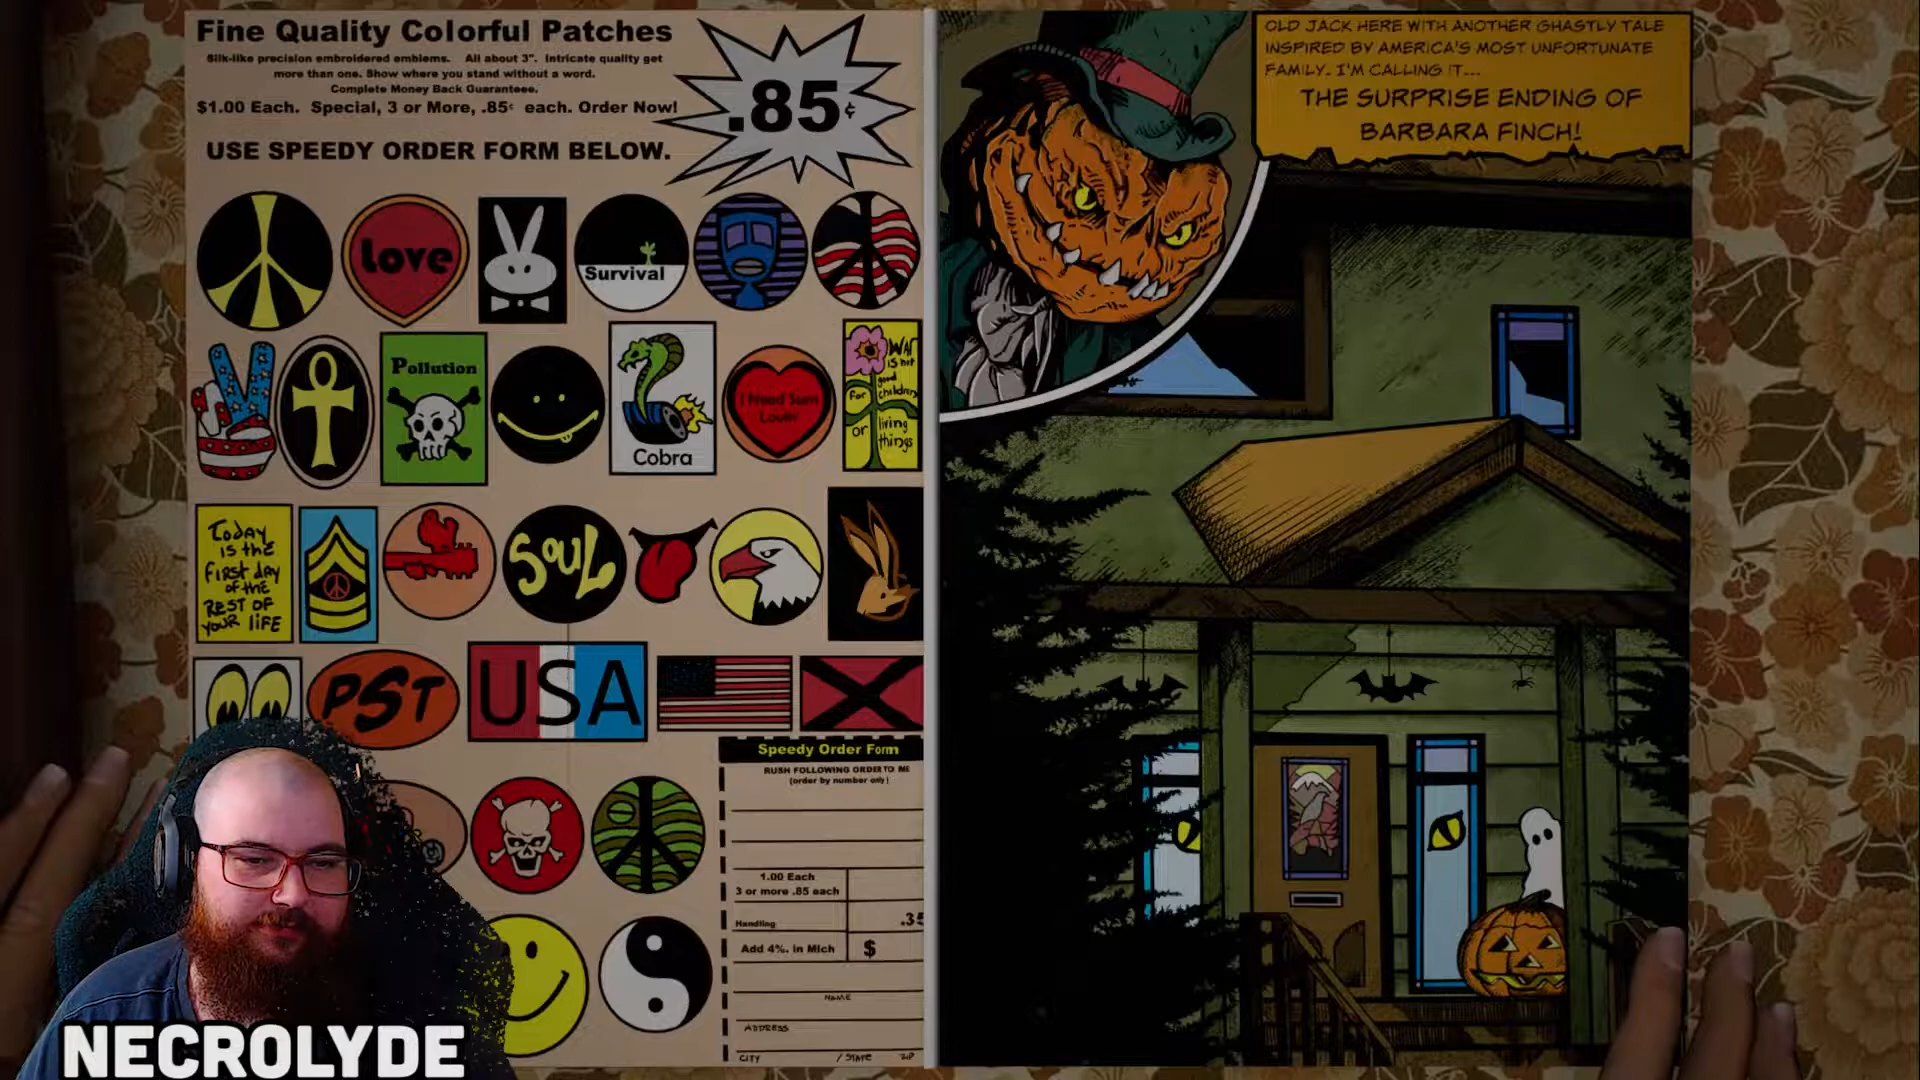 Fine Quality Colorful Patches
Silk-like precision embroidered emblems. All about 3". Intricate quality get
more than one. Show where you stand without a word.
Complete Money Back Guaranteee.
$1.00 Each. Special, 3 or More, .85¢ each. Order Now!
.85¢
USE SPEEDY ORDER FORM BELOW.
Love
Survival
Pollution
Cobra
I Need Sum
Lovin'
WAR
is not
good
for children
or living
things
Today
is the
first day
of the
REST OF
YOUR LIFE
SOUL
PST
USA
Speedy Order Form
RUSH FOLLOWING ORDER TO ME
(order by number only)
1.00 Each
3 or more .85 each
Handling .35
Add 4%. in Mich $
NAME
ADDRESS
CITY / STATE ZIP
OLD JACK HERE WITH ANOTHER GHASTLY TALE
INSPIRED BY AMERICA'S MOST UNFORTUNATE
FAMILY. I'M CALLING IT...
THE SURPRISE ENDING OF
BARBARA FINCH!
NECROLYDE